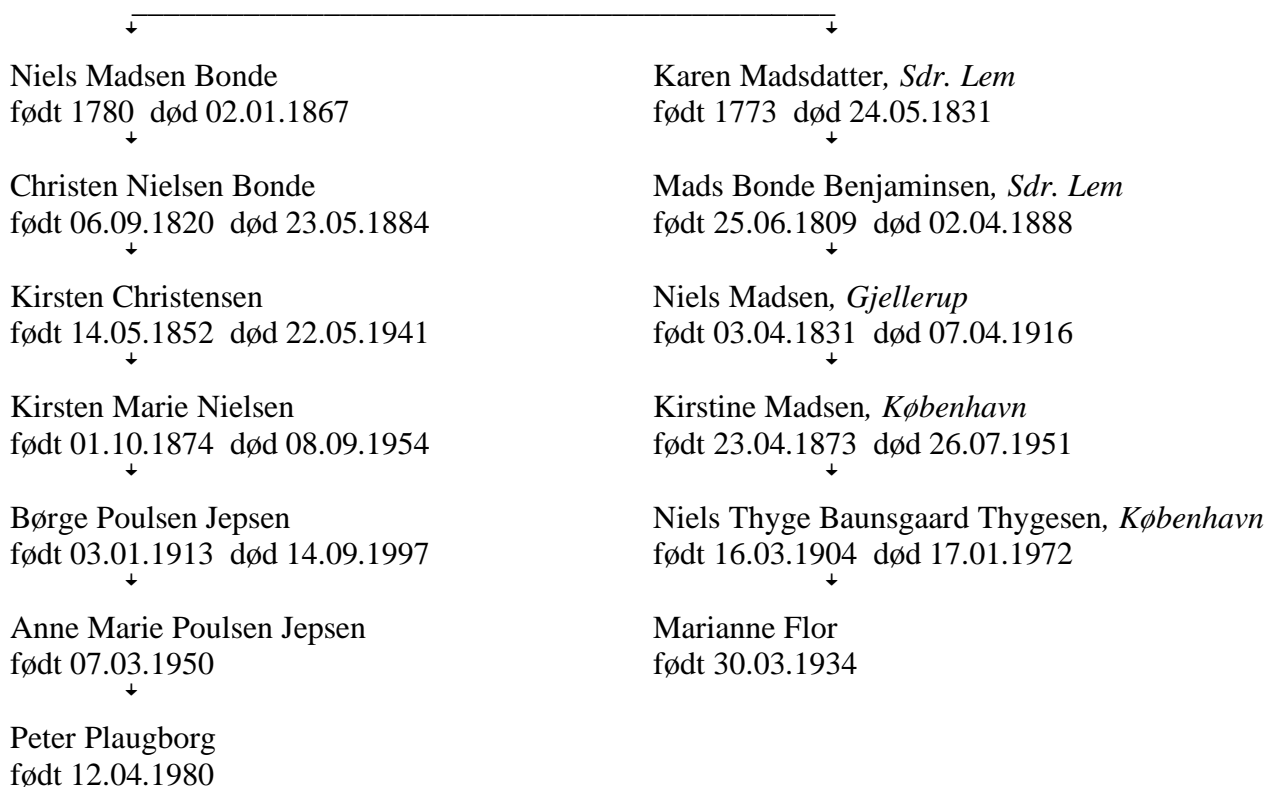 Niels Madsen Bonde
født 1780  død 02.01.1867
Karen Madsdatter, Sdr. Lem
født 1773  død 24.05.1831
Christen Nielsen Bonde
født 06.09.1820  død 23.05.1884
Mads Bonde Benjaminsen, Sdr. Lem
født 25.06.1809  død 02.04.1888
Kirsten Christensen
født 14.05.1852  død 22.05.1941
Niels Madsen, Gjellerup
født 03.04.1831  død 07.04.1916
Kirsten Marie Nielsen
født 01.10.1874  død 08.09.1954
Kirstine Madsen, København
født 23.04.1873  død 26.07.1951
Børge Poulsen Jepsen
født 03.01.1913  død 14.09.1997
Niels Thyge Baunsgaard Thygesen, København
født 16.03.1904  død 17.01.1972
Anne Marie Poulsen Jepsen
født 07.03.1950
Marianne Flor
født 30.03.1934
Peter Plaugborg
født 12.04.1980